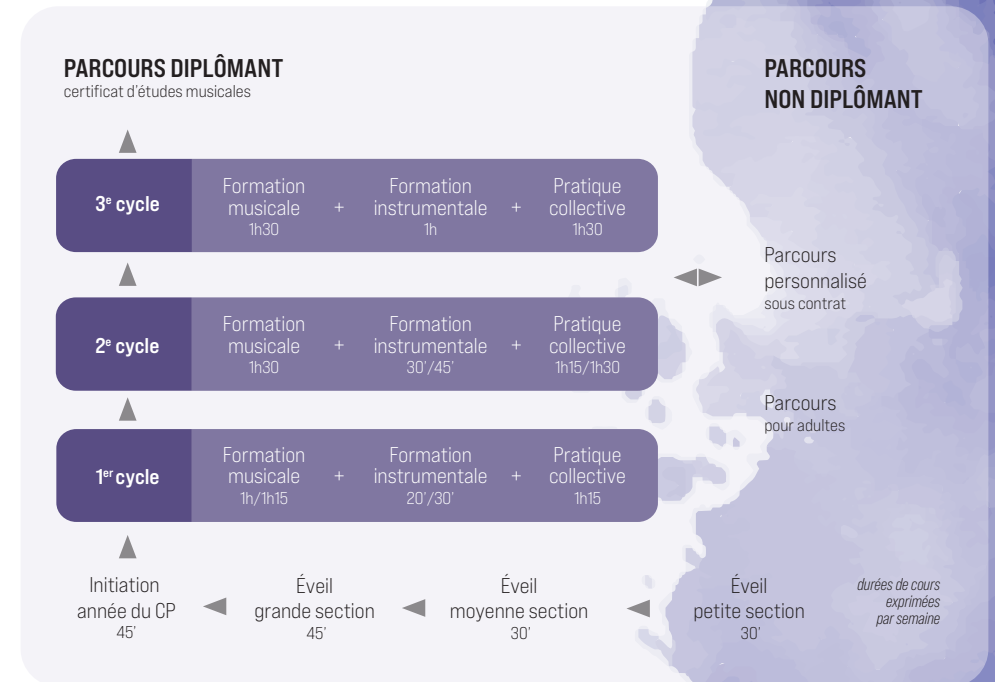 PARCOURS DIPLÔMANT
certificat d'études musicales
PARCOURS
NON DIPLÔMANT
3e cycle
Formation
musicale
1h30
+
Formation
instrumentale
1h
+
Pratique
collective
1h30
Parcours
personnalisé
sous contrat
2e cycle
Formation
musicale
1h30
+
Formation
instrumentale
30'/45'
+
Pratique
collective
1h15/1h30
Parcours
pour adultes
1er cycle
Formation
musicale
1h/1h15
+
Formation
instrumentale
20'/30'
+
Pratique
collective
1h15
Initiation
année du CP
45'
Éveil
grande section
45'
Éveil
moyenne section
30'
Éveil
petite section
30'
durées de cours
exprimées
par semaine